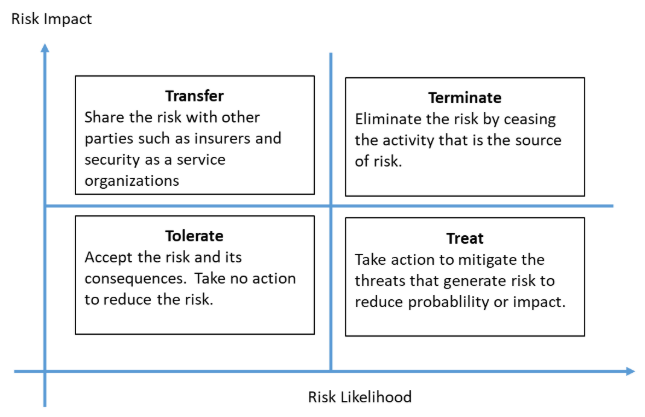 Risk Impact
Transfer
Share the risk with other
parties such as insurers and
security as a service
organizations
Terminate
Eliminate the risk by ceasing
the activity that is the source
of risk.
Tolerate
Accept the risk and its
consequences.  Take no action
to reduce the risk.
Treat
Take action to mitigate the
threats that generate risk to
reduce probablility or impact.
Risk Likelihood